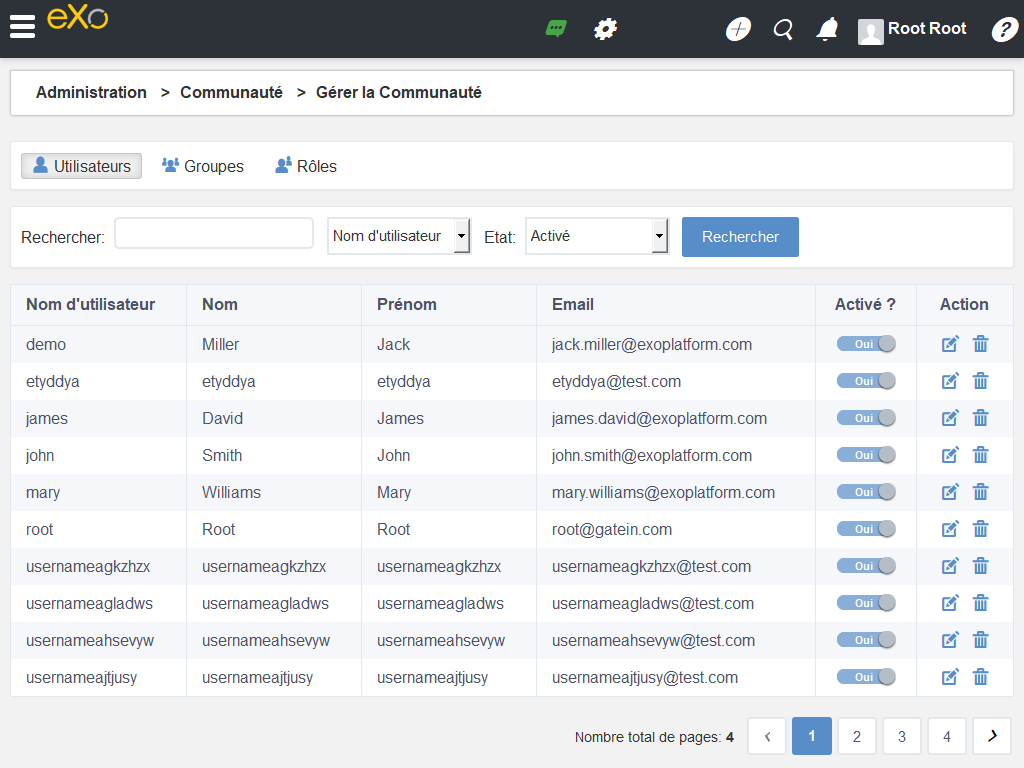 eXo Root Root ?
Administration > Communauté > Gérer la Communauté
Utilisateurs Groupes Rôles
Rechercher: Nom d'utilisateur Etat: Activé Rechercher
Nom d'utilisateur Nom Prénom Email Activé ? Action
demo Miller Jack jack.miller@exoplatform.com Oui
etyddya etyddya etyddya etyddya@test.com Oui
james David James james.david@exoplatform.com Oui
john Smith John john.smith@exoplatform.com Oui
mary Williams Mary mary.williams@exoplatform.com Oui
root Root Root root@gatein.com Oui
usernameagkzhzx usernameagkzhzx usernameagkzhzx usernameagkzhzx@test.com Oui
usernameagladws usernameagladws usernameagladws usernameagladws@test.com Oui
usernameahsevyw usernameahsevyw usernameahsevyw usernameahsevyw@test.com Oui
usernameajtjusy usernameajtjusy usernameajtjusy usernameajtjusy@test.com Oui
Nombre total de pages: 4 ‹ 1 2 3 4 ›